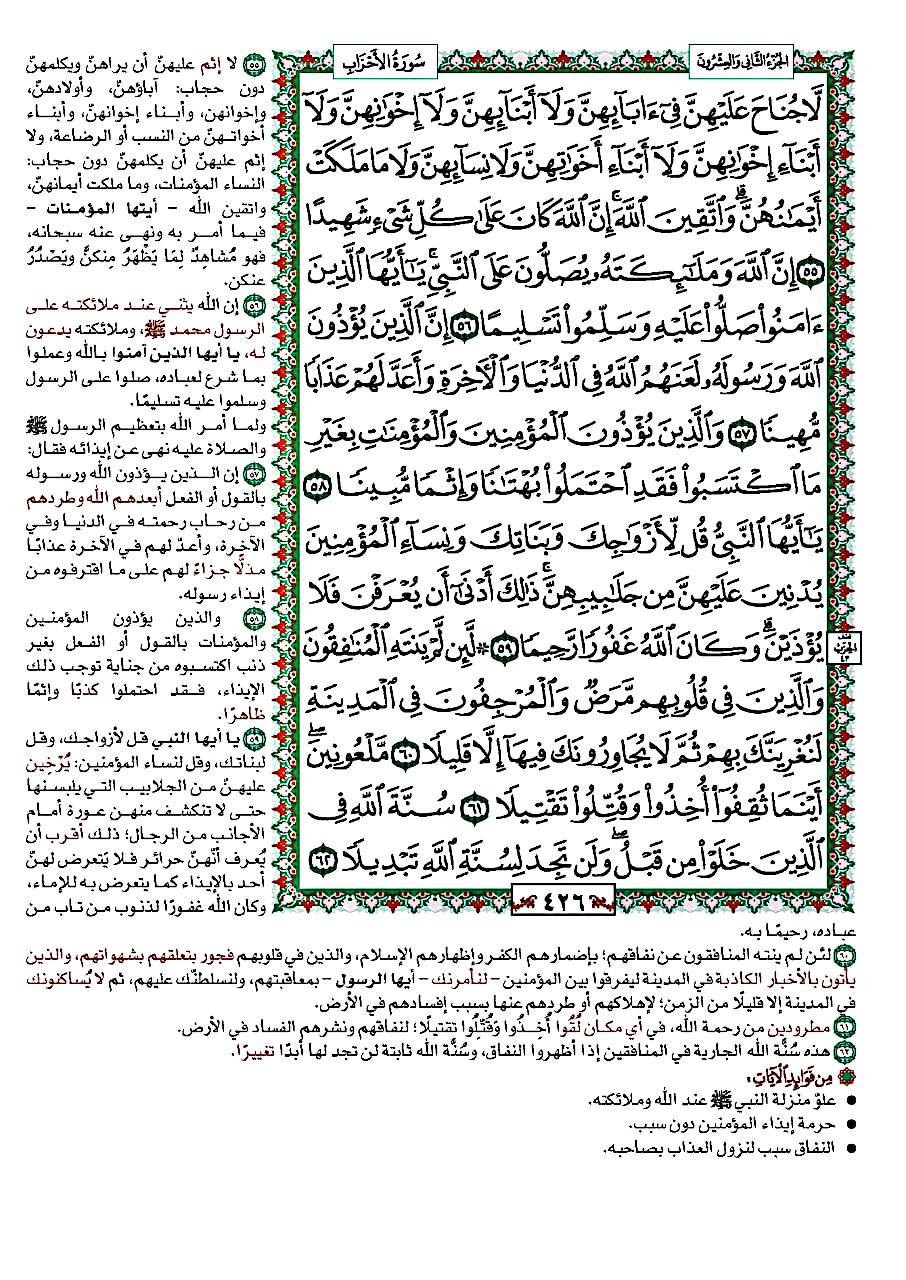 الجزء الثاني والعشرون
سورة الأحزاب
لَّا جُنَاحَ عَلَيْهِنَّ فِيٓ ءَابَآئِهِنَّ وَلَآ أَبْنَآئِهِنَّ وَلَآ إِخْوَٰنِهِنَّ وَلَآ
أَبْنَآءِ إِخْوَٰنِهِنَّ وَلَآ أَبْنَآءِ أَخَوَٰتِهِنَّ وَلَا نِسَآئِهِنَّ وَلَا مَا مَلَكَتْ
أَيْمَٰنُهُنَّۗ وَٱتَّقِينَ ٱللَّهَۚ إِنَّ ٱللَّهَ كَانَ عَلَىٰ كُلِّ شَيْءٍ شَهِيدًا
٥٥ إِنَّ ٱللَّهَ وَمَلَٰٓئِكَتَهُۥ يُصَلُّونَ عَلَى ٱلنَّبِيِّۚ يَٰٓأَيُّهَا ٱلَّذِينَ
ءَامَنُوا۟ صَلُّوا۟ عَلَيْهِ وَسَلِّمُوا۟ تَسْلِيمًا ٥٦ إِنَّ ٱلَّذِينَ يُؤْذُونَ
ٱللَّهَ وَرَسُولَهُۥ لَعَنَهُمُ ٱللَّهُ فِي ٱلدُّنْيَا وَٱلْءَاخِرَةِ وَأَعَدَّ لَهُمْ عَذَابًا
مُّهِينًا ٥٧ وَٱلَّذِينَ يُؤْذُونَ ٱلْمُؤْمِنِينَ وَٱلْمُؤْمِنَٰتِ بِغَيْرِ
مَا ٱكْتَسَبُوا۟ فَقَدِ ٱحْتَمَلُوا۟ بُهْتَٰنًا وَإِثْمًا مُّبِينًا ٥٨
يَٰٓأَيُّهَا ٱلنَّبِيُّ قُل لِّأَزْوَٰجِكَ وَبَنَاتِكَ وَنِسَآءِ ٱلْمُؤْمِنِينَ
يُدْنِينَ عَلَيْهِنَّ مِن جَلَٰبِيبِهِنَّۚ ذَٰلِكَ أَدْنَىٰٓ أَن يُعْرَفْنَ فَلَا
يُؤْذَيْنَۗ وَكَانَ ٱللَّهُ غَفُورًا رَّحِيمًا ٥٩ ۞ لَّئِن لَّمْ يَنتَهِ ٱلْمُنَٰفِقُونَ
وَٱلَّذِينَ فِي قُلُوبِهِم مَّرَضٌ وَٱلْمُرْجِفُونَ فِي ٱلْمَدِينَةِ
لَنُغْرِيَنَّكَ بِهِمْ ثُمَّ لَا يُجَاوِرُونَكَ فِيهَآ إِلَّا قَلِيلًا ٦٠ مَّلْعُونِينَۖ
أَيْنَمَا ثُقِفُوٓا۟ أُخِذُوا۟ وَقُتِّلُوا۟ تَقْتِيلًا ٦١ سُنَّةَ ٱللَّهِ فِي
ٱلَّذِينَ خَلَوْا۟ مِن قَبْلُۖ وَلَن تَجِدَ لِسُنَّةِ ٱللَّهِ تَبْدِيلًا ٦٢
٤٢٦
٥٥ لا إثم عليهنّ أن يراهنّ ويكلمهنّ
دون حجاب: آباؤهنّ، وأولادهنّ،
وإخوانهن، وأبناء إخوانهنّ، وأبناء
أخواتهنّ من النسب أو الرضاعة، ولا
إثم عليهنّ أن يكلمهنّ دون حجاب:
النساء المؤمنات، وما ملكت أيمانهنّ،
واتقين الله – أيتها المؤمنات –
فيما أمر به ونهى عنه سبحانه،
فهو مُشاهِدٌ لِمَا يَظْهَرُ مِنكنَّ ويَصْدُرُ
عنكن.
٥٦ إن الله يثني عند ملائكته على
الرسول محمد ﷺ، وملائكته يدعون
له، يا أيها الذين آمنوا بالله وعملوا
بما شرع لعباده، صلوا على الرسول
وسلموا عليه تسليمًا.
ولما أمر الله بتعظيم الرسول ﷺ
والصلاة عليه نهى عن إيذائه فقال:
٥٧ إن الذين يؤذون الله ورسوله
بالقول أو الفعل أبعدهم الله وطردهم
من رحاب رحمته في الدنيا وفي
الآخرة، وأعدّ لهم في الآخرة عذابًا
مذلًّا جزاءً لهم على ما اقترفوه من
إيذاء رسوله.
٥٨ والذين يؤذون المؤمنين
والمؤمنات بالقول أو الفعل بغير
ذنب اكتسبوه من جناية توجب ذلك
الإيذاء، فقد احتملوا كذبًا وإثمًا
ظاهرًا.
٥٩ يا أيها النبي قل لأزواجك، وقل
لبناتك، وقل لنساء المؤمنين: يُرْخِين
عليهنّ من الجلابيب التي يلبسنها
حتى لا تنكشف منهن عورة أمام
الأجانب من الرجال؛ ذلك أقرب أن
يُعرف أنّهنّ حرائر فلا يَتعرض لهنّ
أحد بالإيذاء كما يتعرض به للإماء،
وكان الله غفورًا لذنوب من تاب من
عباده، رحيمًا به.
٦٠ لئن لم ينته المنافقون عن نفاقهم؛ بإضمارهم الكفر وإظهارهم الإسلام، والذين في قلوبهم فجور بتعلقهم بشهواتهم، والذين
يأتون بالأخبار الكاذبة في المدينة ليفرقوا بين المؤمنين – لنأمرنك – أيها الرسول – بمعاقبتهم، ولنسلطنّك عليهم، ثم لا يُساكنونك
في المدينة إلا قليلًا من الزمن؛ لإهلاكهم أو طردهم عنها بسبب إفسادهم في الأرض.
٦١ مطرودين من رحمة الله، في أي مكان لُقُوا أُخِذُوا وَقُتِّلُوا تقتيلًا؛ لنفاقهم ونشرهم الفساد في الأرض.
٦٢ هذه سُنَّة الله الجارية في المنافقين إذا أظهروا النفاق، وسُنَّة الله ثابتة لن تجد لها أبدًا تغييرًا.
مِن فَوَائِدِ الْآيَاتِ:
● علوّ منزلة النبي ﷺ عند الله وملائكته.
● حرمة إيذاء المؤمنين دون سبب.
● النفاق سبب لنزول العذاب بصاحبه.